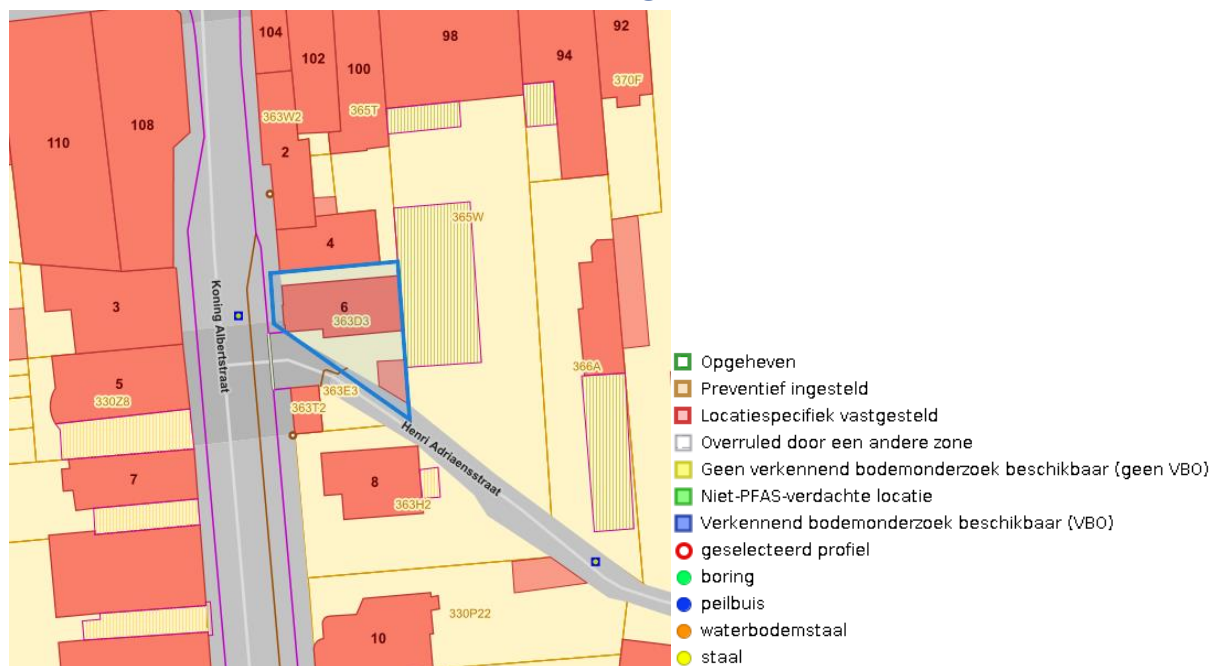 104
102
100
98
94
92
370F
110
108
363W2
365T
2
365W
4
Koning Albertstraat
3
6
363D3
366A
5
330Z8
363E3
363T2
Henri Adriaensstraat
7
8
363H2
330P22
10
Opgeheven
Preventief ingesteld
Locatiespecifiek vastgesteld
Overruled door een andere zone
Geen verkennend bodemonderzoek beschikbaar (geen VBO)
Niet-PFAS-verdachte locatie
Verkennend bodemonderzoek beschikbaar (VBO)
geselecteerd profiel
boring
peilbuis
waterbodemstaal
staal